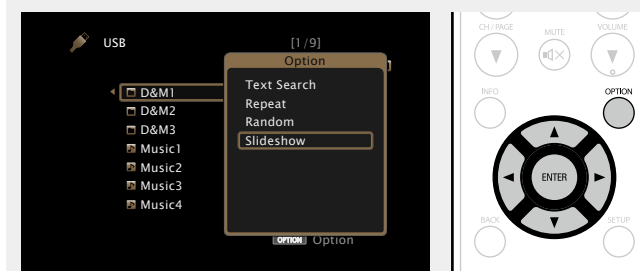 USB
[1/9]
Option
Text Search
Repeat
Random
Slideshow
D&M1
D&M2
D&M3
Music1
Music2
Music3
Music4
OPTION Option
CH / PAGE
MUTE
VOLUME
INFO
OPTION
ENTER
BACK
SETUP